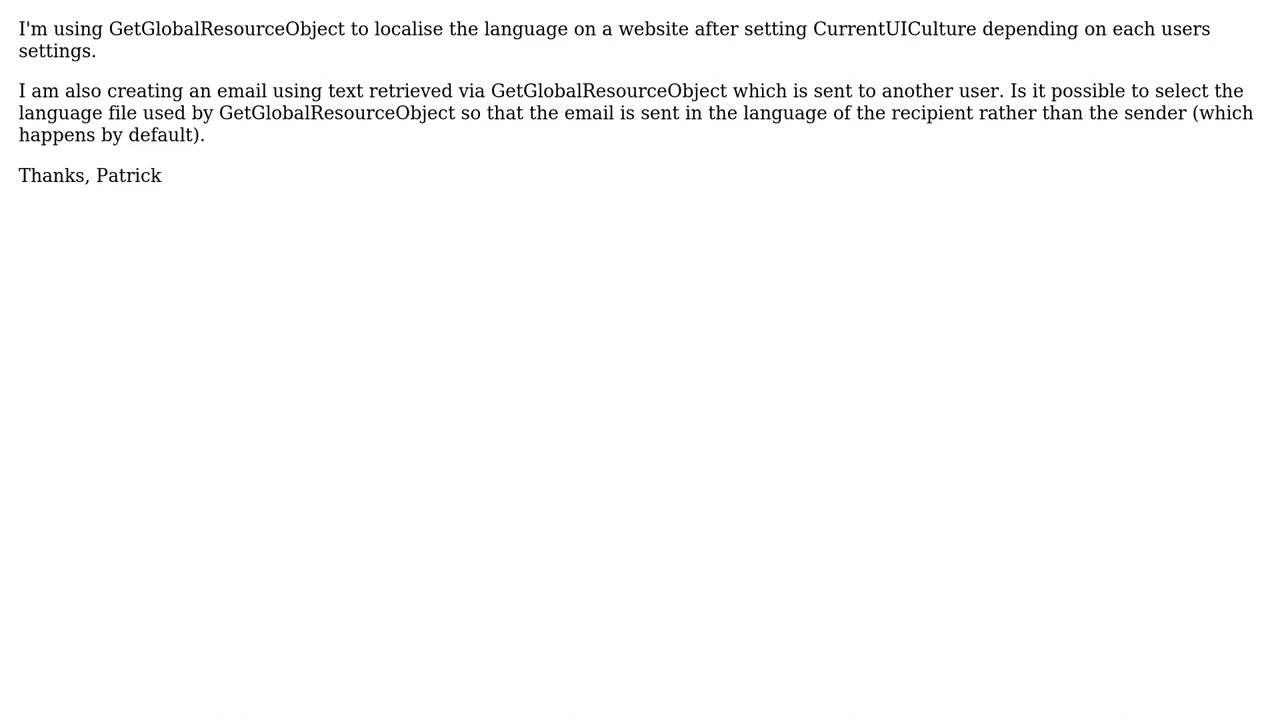 I'm using GetGlobalResourceObject to localise the language on a website after setting CurrentUICulture depending on each users
settings.
I am also creating an email using text retrieved via GetGlobalResourceObject which is sent to another user. Is it possible to select the
language file used by GetGlobalResourceObject so that the email is sent in the language of the recipient rather than the sender (which
happens by default).
Thanks, Patrick